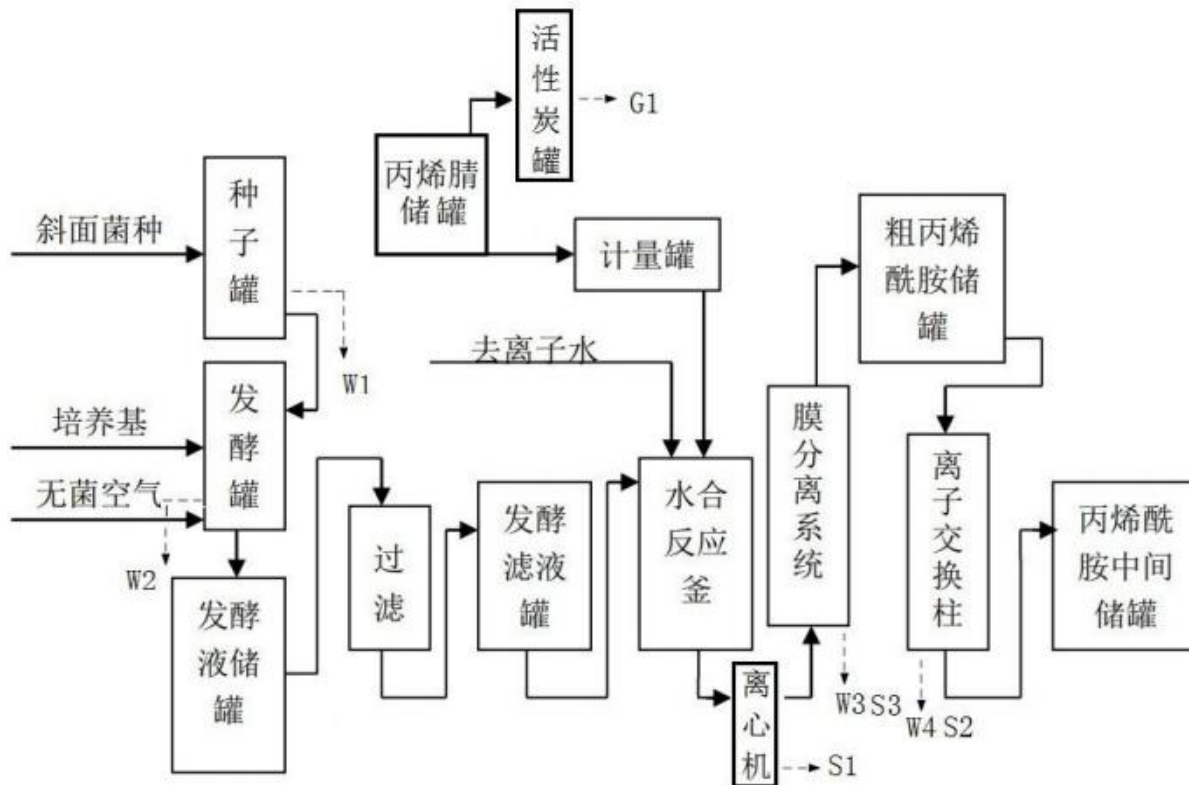 活
性
炭
罐
G1
丙烯腈
储罐
种
子
罐
斜面菌种
计量罐
粗丙烯
酰胺储
罐
去离子水
W1
发
酵
罐
培养基
无菌空气
W2
膜
分
离
系
统
离
子
交
换
柱
过
滤
发酵
滤液
罐
水合
反应
釜
丙烯酰
胺中间
储罐
发酵
液储
罐
离
心
机
W3 S3
W4 S2
S1